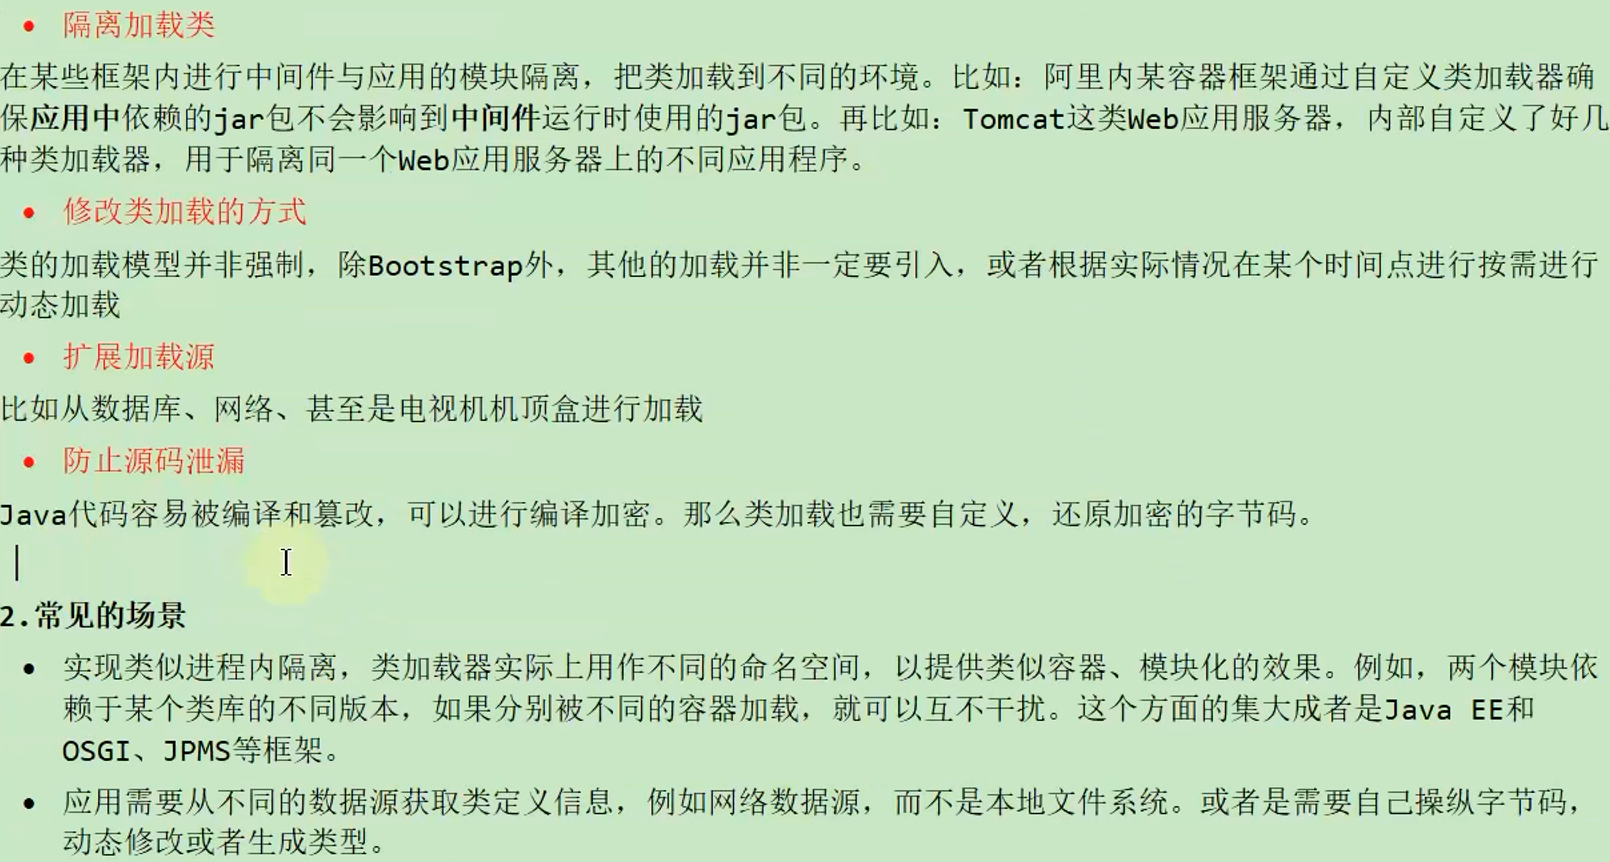 • 隔离加载类
在某些框架内进行中间件与应用的模块隔离，把类加载到不同的环境。比如：阿里内某容器框架通过自定义类加载器确
保应用中依赖的jar包不会影响到中间件运行时使用的jar包。再比如：Tomcat这类Web应用服务器，内部自定义了好几
种类加载器，用于隔离同一个Web应用服务器上的不同应用程序。
• 修改类加载的方式
类的加载模型并非强制，除Bootstrap外，其他的加载并非一定要引入，或者根据实际情况在某个时间点进行按需进行
动态加载
• 扩展加载源
比如从数据库、网络、甚至是电视机机顶盒进行加载
• 防止源码泄漏
Java代码容易被编译和篡改，可以进行编译加密。那么类加载也需要自定义，还原加密的字节码。
2.常见的场景
• 实现类似进程内隔离，类加载器实际上用作不同的命名空间，以提供类似容器、模块化的效果。例如，两个模块依
赖于某个类库的不同版本，如果分别被不同的容器加载，就可以互不干扰。这个方面的集大成者是Java EE和
OSGI、JPMS等框架。
• 应用需要从不同的数据源获取类定义信息，例如网络数据源，而不是本地文件系统。或者是需要自己操纵字节码，
动态修改或者生成类型。